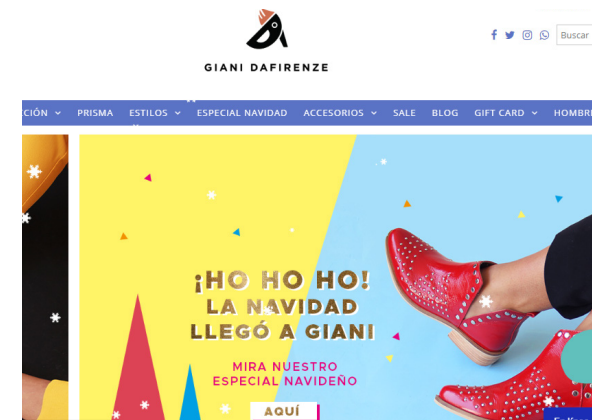 GIANI DAFIRENZE
Buscar
CIÓN PRISMA ESTILOS ESPECIAL NAVIDAD ACCESORIOS SALE BLOG GIFT CARD HOMBRE
¡HO HO HO!
LA NAVIDAD
LLEGÓ A GIANI
MIRA NUESTRO
ESPECIAL NAVIDEÑO
AQUÍ